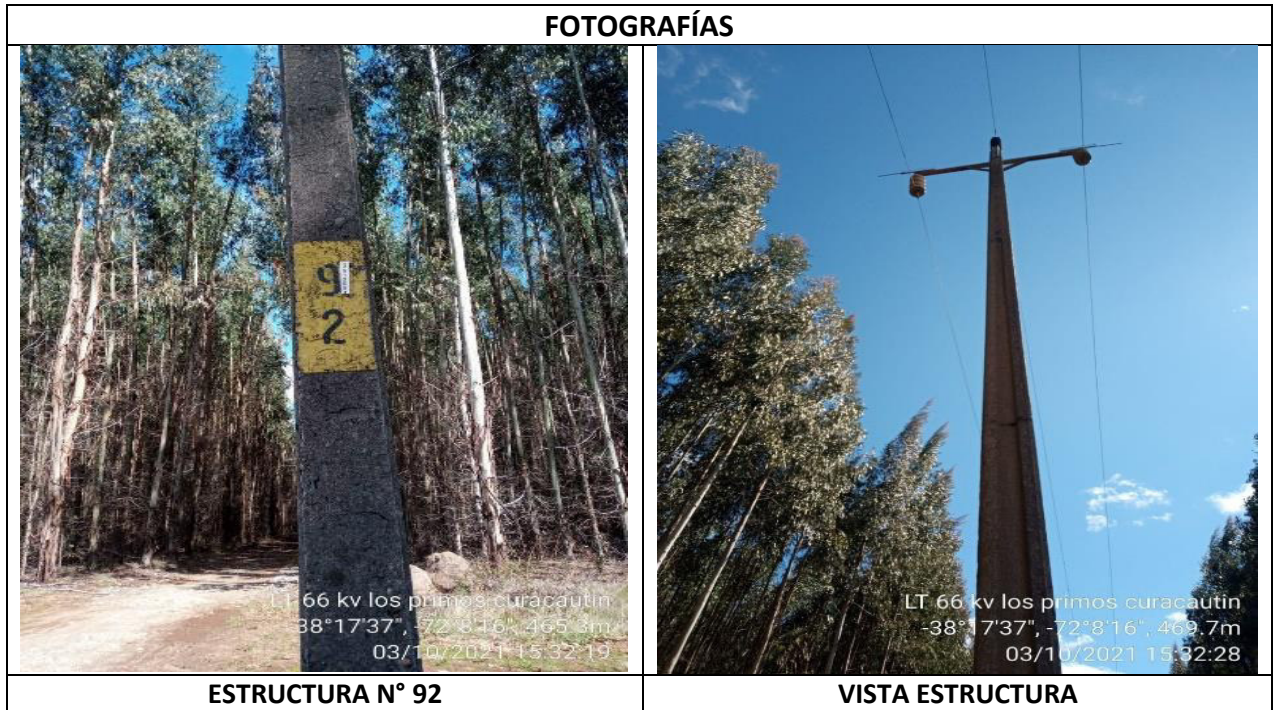 FOTOGRAFÍAS
9
2
LT 66 kv los primos curacautin
-38°17'37", -72°8'16", 465.3m
03/10/2021 15:32:19
LT 66 kv los primos curacautin
-38°17'37", -72°8'16", 469.7m
03/10/2021 15:32:28
ESTRUCTURA N° 92
VISTA ESTRUCTURA